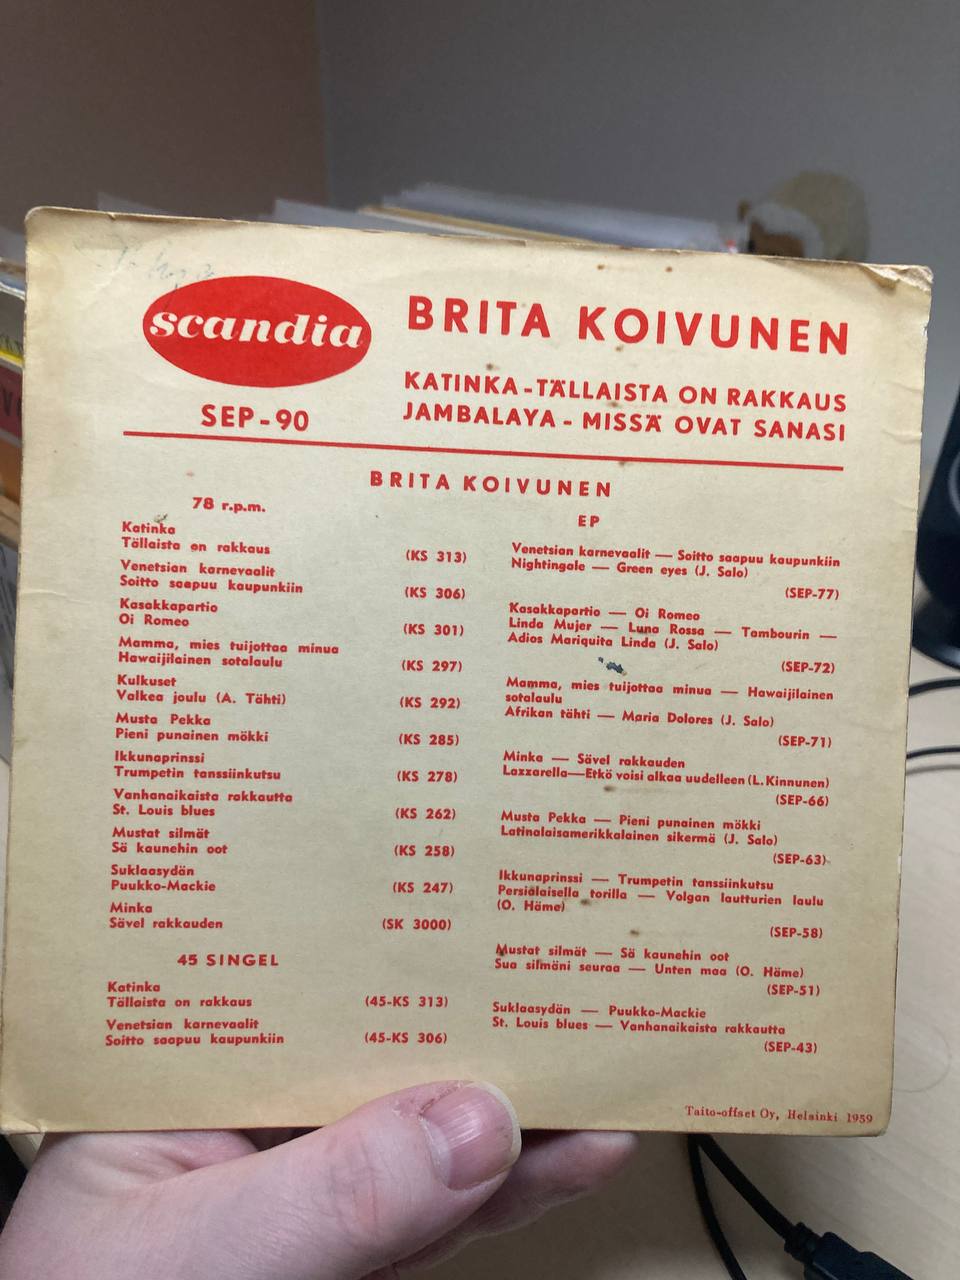 scandia
SEP-90
BRITA KOIVUNEN
KATINKA-TÄLLAISTA ON RAKKAUS
JAMBALAYA - MISSÄ OVAT SANASI
BRITA KOIVUNEN
78 r.p.m.
Katinka
Tällaista on rakkaus (KS 313)
Venetsian karnevaalit
Soitto saapuu kaupunkiin (KS 306)
Kasakkapartio
Oi Romeo (KS 301)
Mamma, mies tuijottaa minua
Hawaijilainen sotalaulu (KS 297)
Kulkuset
Valkea joulu (A. Tähti) (KS 292)
Musta Pekka
Pieni punainen mökki (KS 285)
Ikkunaprinssi
Trumpetin tanssiinkutsu (KS 278)
Vanhanaikaista rakkautta
St. Louis blues (KS 262)
Mustat silmät
Sä kaunehin oot (KS 258)
Suklaasydän
Puukko-Mackie (KS 247)
Minka
Sävel rakkauden (SK 3000)
45 SINGEL
Katinka
Tällaista on rakkaus (45-KS 313)
Venetsian karnevaalit
Soitto saapuu kaupunkiin (45-KS 306)
EP
Venetsian karnevaalit — Soitto saapuu kaupunkiin
Nightingale — Green eyes (J. Salo)
(SEP-77)
Kasakkapartio — Oi Romeo
Linda Mujer — Luna Rossa — Tambourin —
Adios Mariquita Linda (J. Salo)
(SEP-72)
Mamma, mies tuijottaa minua — Hawaijilainen
sotalaulu
Afrikan tähti — Maria Dolores (J. Salo)
(SEP-71)
Minka — Sävel rakkauden
Lazzarella—Etkö voisi alkaa uudelleen (L. Kinnunen)
(SEP-66)
Musta Pekka — Pieni punainen mökki
Latinalaisamerikkalainen sikermä (J. Salo)
(SEP-63)
Ikkunaprinssi — Trumpetin tanssiinkutsu
Persialaisella torilla — Volgan lautturien laulu
(O. Häme)
(SEP-58)
Mustat silmät — Sä kaunehin oot
Sua silmäni seuraa — Unten maa (O. Häme)
(SEP-51)
Suklaasydän — Puukko-Mackie
St. Louis blues — Vanhanaikaista rakkautta
(SEP-43)
Taito-offset Oy, Helsinki 1959